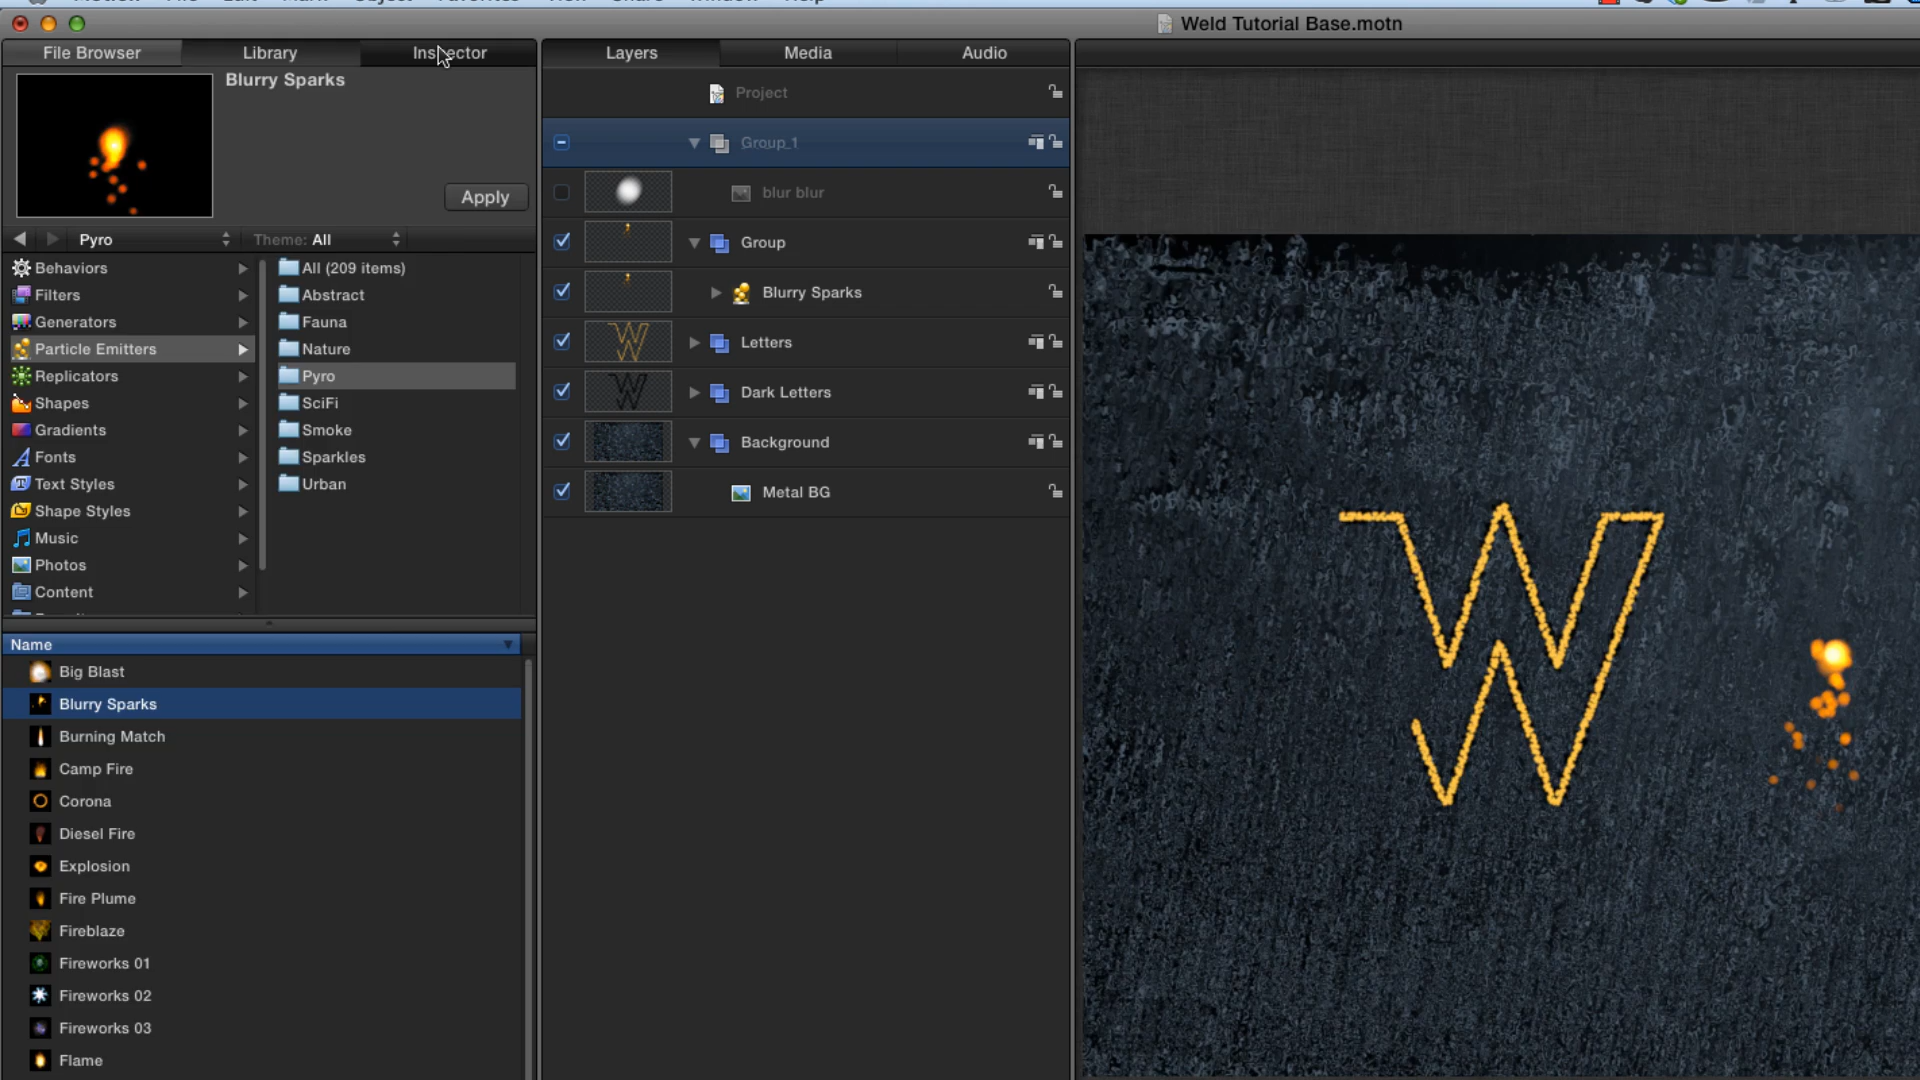 Weld Tutorial Base.motn
File Browser
Library
Inspector
Layers
Media
Audio
Blurry Sparks
Apply
Pyro
Theme: All
Behaviors
Filters
Generators
Particle Emitters
Replicators
Shapes
Gradients
Fonts
Text Styles
Shape Styles
Music
Photos
Content
All (209 items)
Abstract
Fauna
Nature
Pyro
SciFi
Smoke
Sparkles
Urban
Name
Big Blast
Blurry Sparks
Burning Match
Camp Fire
Corona
Diesel Fire
Explosion
Fire Plume
Fireblaze
Fireworks 01
Fireworks 02
Fireworks 03
Flame
Project
Group_1
blur blur
Group
Blurry Sparks
Letters
Dark Letters
Background
Metal BG